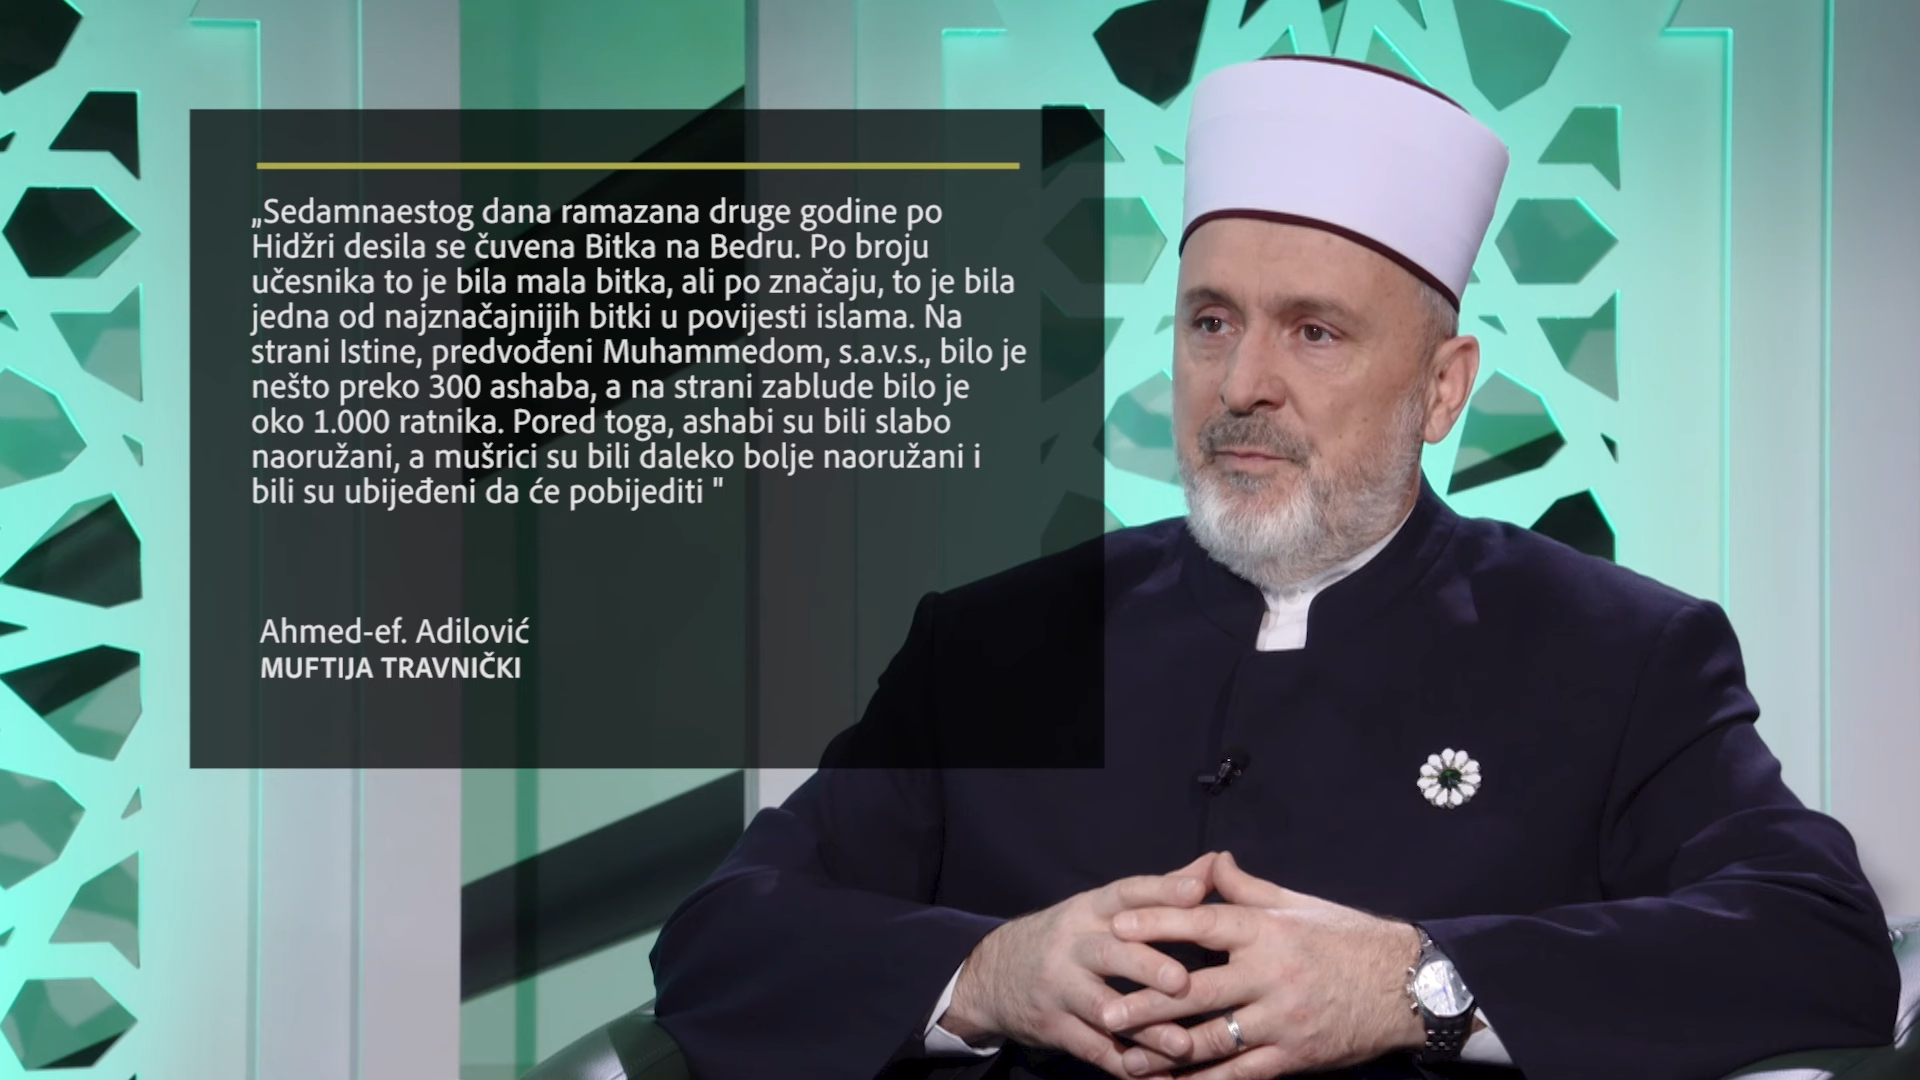 „Sedamnaestog dana ramazana druge godine po
Hidžri desila se čuvena Bitka na Bedru. Po broju
učesnika to je bila mala bitka, ali po značaju, to je bila
jedna od najznačajnijih bitki u povijesti islama. Na
strani Istine, predvođeni Muhammedom, s.a.v.s., bilo je
nešto preko 300 ashaba, a na strani zablude bilo je
oko 1.000 ratnika. Pored toga, ashabi su bili slabo
naoružani, a mušrici su bili daleko bolje naoružani i
bili su ubijeđeni da će pobijediti "
Ahmed-ef. Adilović
MUFTIJA TRAVNIČKI